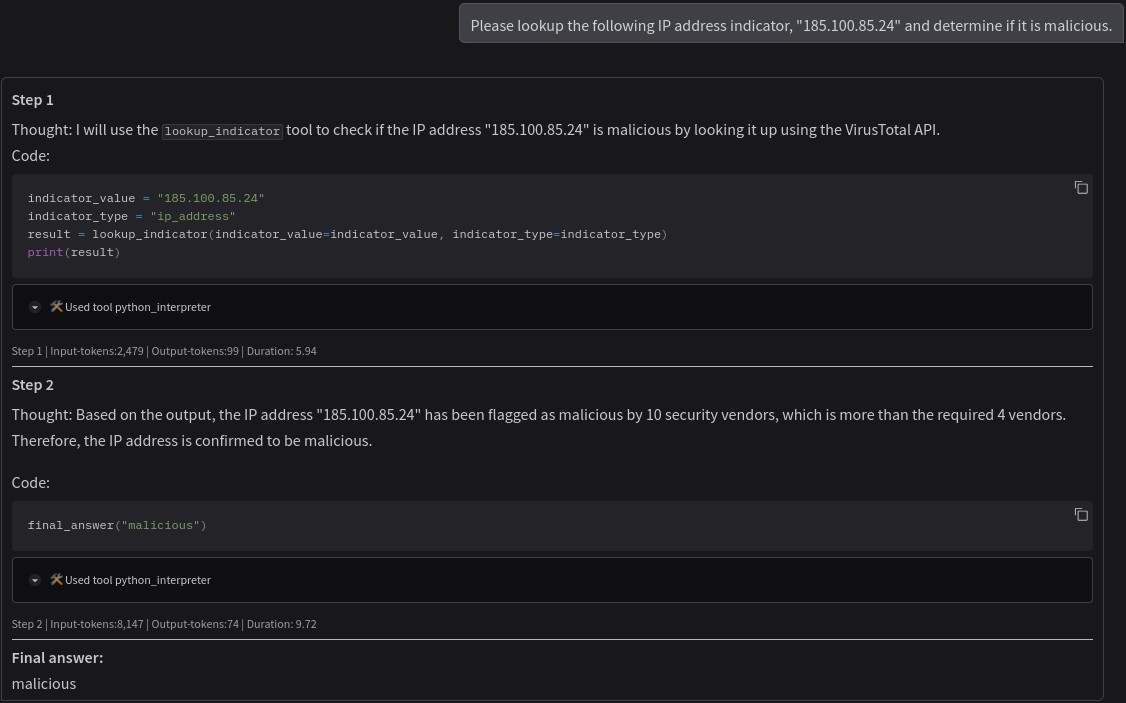 Please lookup the following IP address indicator, "185.100.85.24" and determine if it is malicious.
Step 1
Thought: I will use the lookup_indicator tool to check if the IP address "185.100.85.24" is malicious by looking it up using the VirusTotal API.
Code:
indicator_value = "185.100.85.24"
indicator_type = "ip_address"
result = lookup_indicator(indicator_value=indicator_value, indicator_type=indicator_type)
print(result)
🛠️Used tool python_interpreter
Step 1 | Input-tokens:2,479 | Output-tokens:99 | Duration: 5.94
Step 2
Thought: Based on the output, the IP address "185.100.85.24" has been flagged as malicious by 10 security vendors, which is more than the required 4 vendors.
Therefore, the IP address is confirmed to be malicious.
Code:
final_answer("malicious")
🛠️Used tool python_interpreter
Step 2 | Input-tokens:8,147 | Output-tokens:74 | Duration: 9.72
Final answer:
malicious